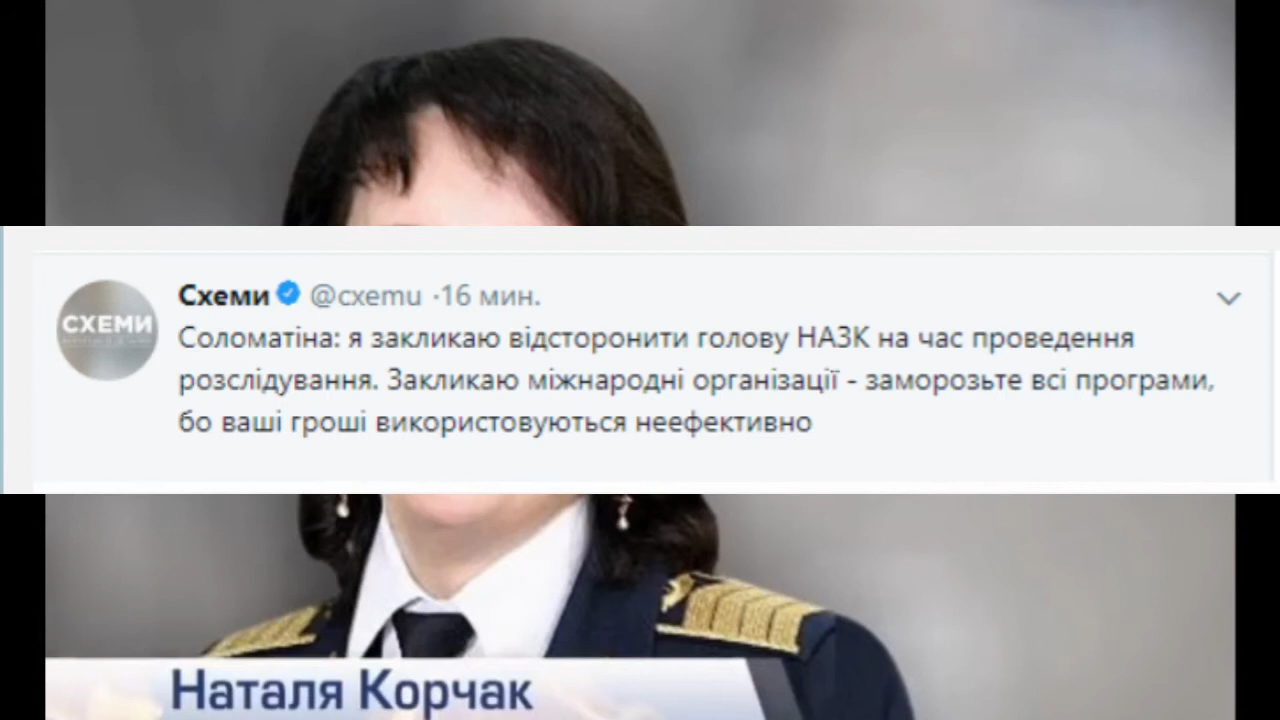 СХЕМИ
Схеми @cxemu ·16 мин.
Соломатіна: я закликаю відсторонити голову НАЗК на час проведення
розслідування. Закликаю міжнародні організації - заморозьте всі програми,
бо ваші гроші використовуються неефективно
Наталя Корчак